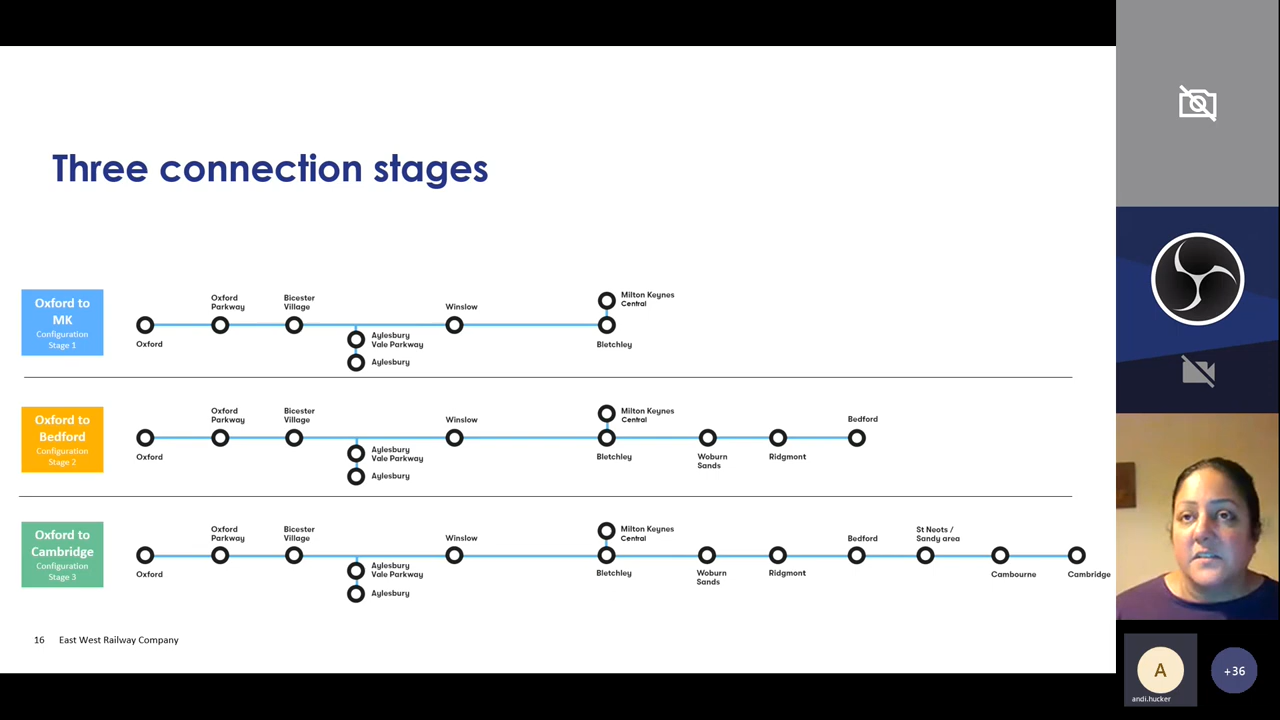 Three connection stages
Oxford to
MK
Configuration
Stage 1
Oxford
Oxford
Parkway
Bicester
Village
Aylesbury
Vale Parkway
Aylesbury
Winslow
Milton Keynes
Central
Bletchley
Oxford to
Bedford
Configuration
Stage 2
Oxford
Oxford
Parkway
Bicester
Village
Aylesbury
Vale Parkway
Aylesbury
Winslow
Milton Keynes
Central
Bletchley
Woburn
Sands
Ridgmont
Bedford
Oxford to
Cambridge
Configuration
Stage 3
Oxford
Oxford
Parkway
Bicester
Village
Aylesbury
Vale Parkway
Aylesbury
Winslow
Milton Keynes
Central
Bletchley
Woburn
Sands
Ridgmont
Bedford
St Neots /
Sandy area
Cambourne
Cambridge
16 East West Railway Company
A
andi.hucker
+36